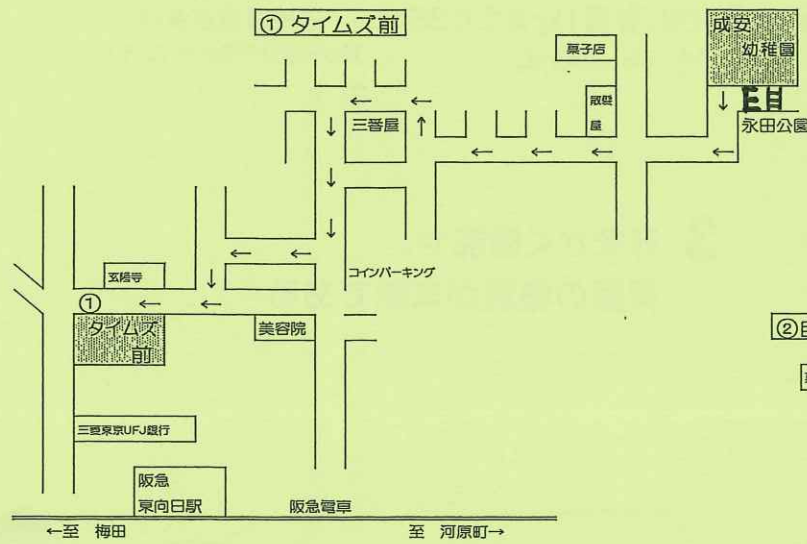 ① タイムズ前
成安
幼稚園
菓子店
散髪
屋
三番屋
永田公園
コインパーキング
玄陽寺
①
タイムズ
前
美容院
②
三菱東京UFJ銀行
阪急
東向日駅
阪急電車
←至 梅田
至 河原町→